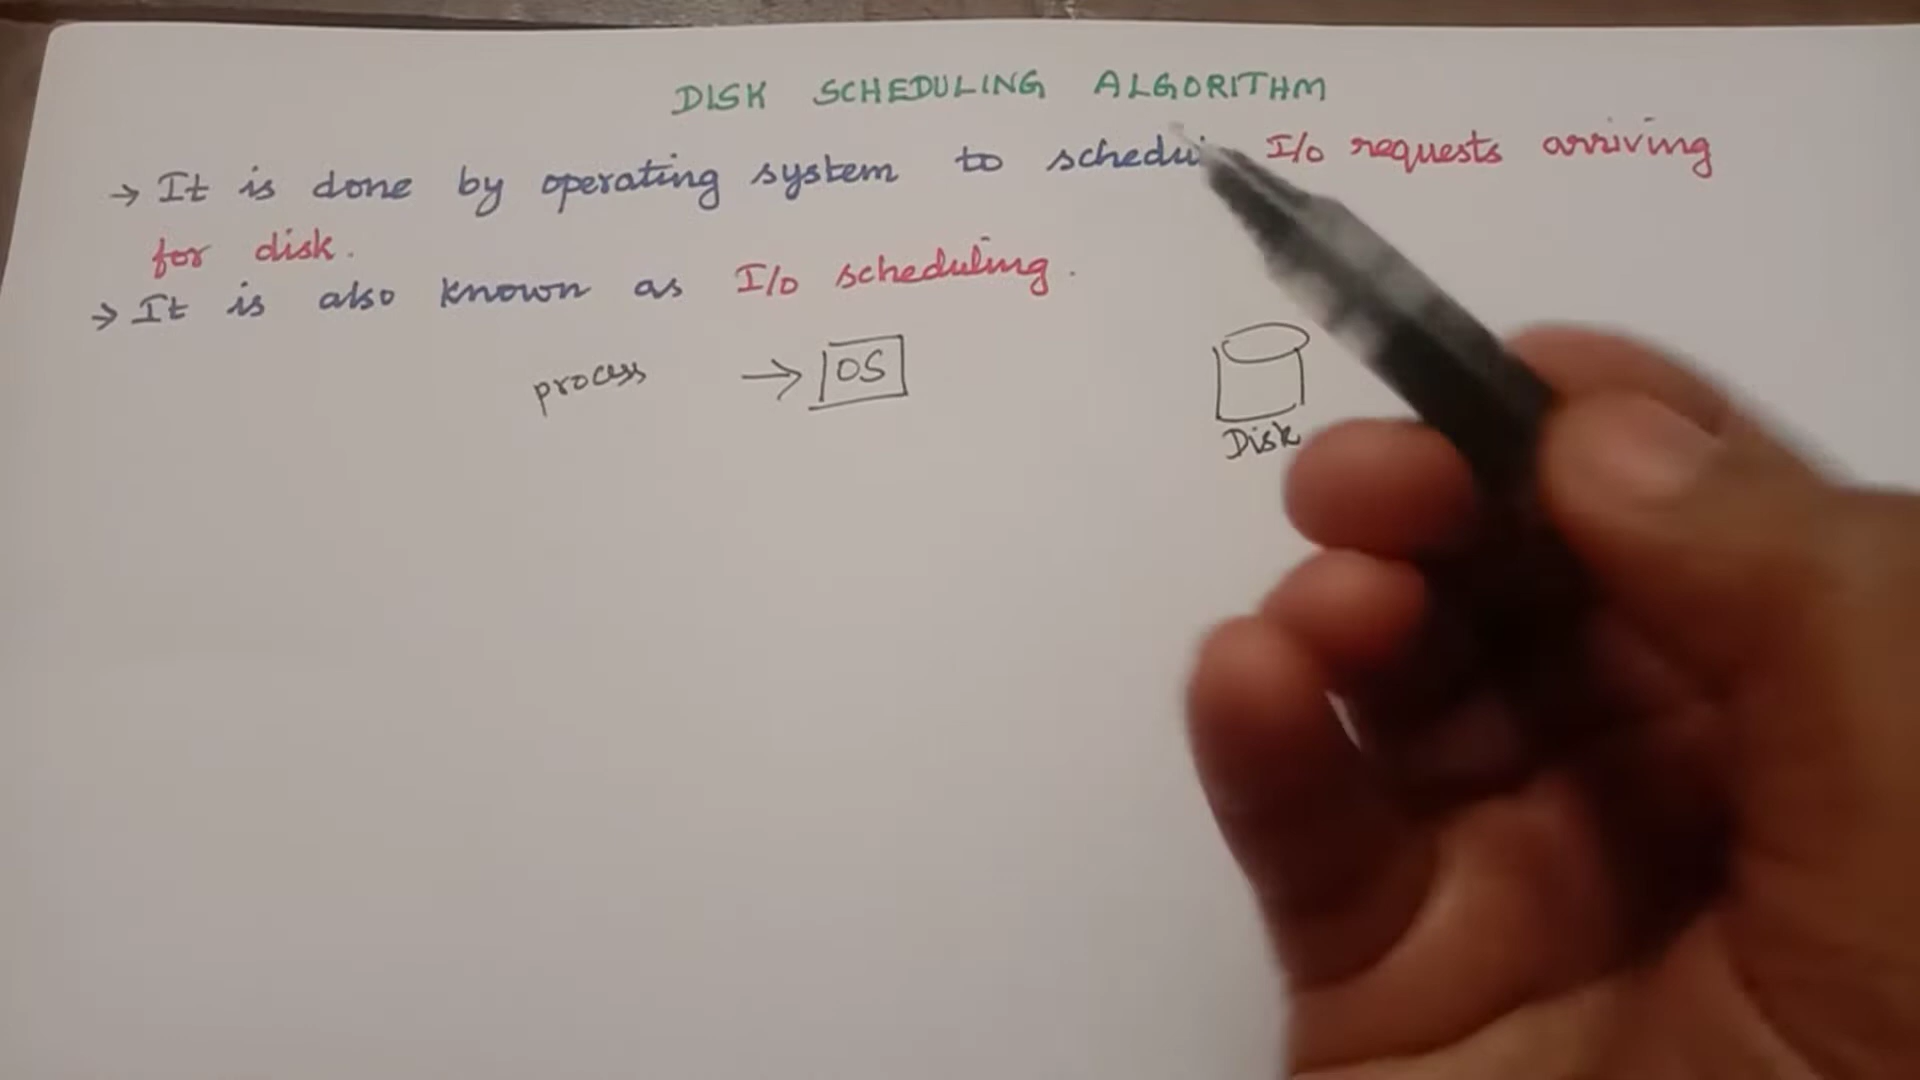 DISK SCHEDULING ALGORITHM
→ It is done by operating system to I/o requests arriving
for disk.
→ It is also known as I/o scheduling.
process → OS
Disk